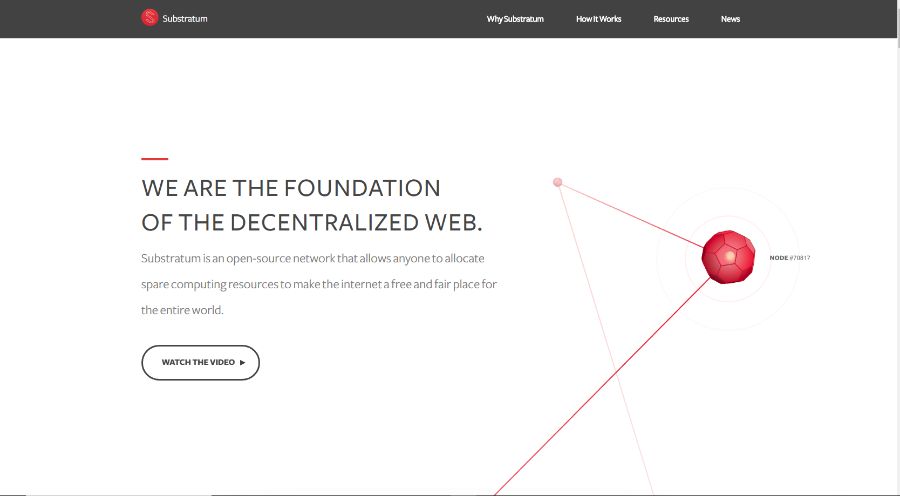 Substratum
Why Substratum
How It Works
Resources
News
WE ARE THE FOUNDATION
OF THE DECENTRALIZED WEB.
Substratum is an open-source network that allows anyone to allocate
spare computing resources to make the internet a free and fair place for
the entire world.
NODE #70817
WATCH THE VIDEO